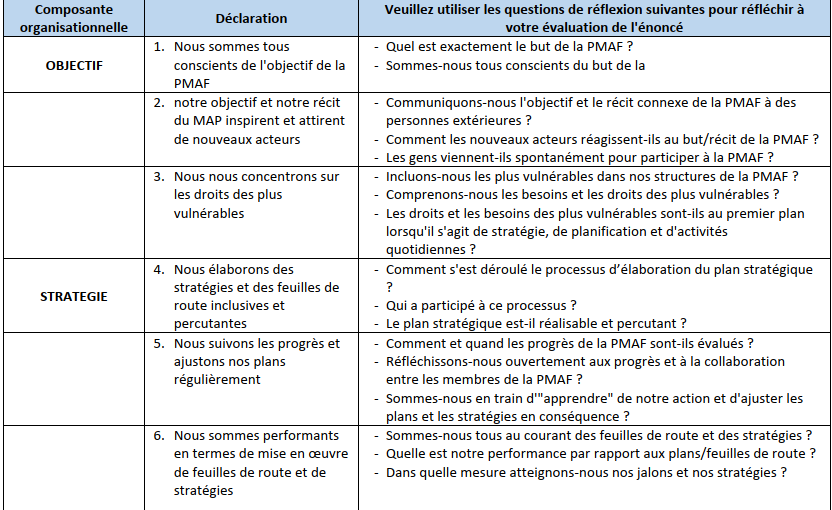 Composante
organisationnelle
Déclaration
Veuillez utiliser les questions de réflexion suivantes pour réfléchir à
votre évaluation de l'énoncé
OBJECTIF
1. Nous sommes tous
conscients de l'objectif de la
PMAF
- Quel est exactement le but de la PMAF ?
- Sommes-nous tous conscients du but de la
2. notre objectif et notre récit
du MAP inspirent et attirent
de nouveaux acteurs
- Communiquons-nous l'objectif et le récit connexe de la PMAF à des
personnes extérieures ?
- Comment les nouveaux acteurs réagissent-ils au but/récit de la PMAF ?
- Les gens viennent-ils spontanément pour participer à la PMAF ?
3. Nous nous concentrons sur
les droits des plus
vulnérables
- Incluons-nous les plus vulnérables dans nos structures de la PMAF ?
- Comprenons-nous les besoins et les droits des plus vulnérables ?
- Les droits et les besoins des plus vulnérables sont-ils au premier plan
lorsqu'il s'agit de stratégie, de planification et d'activités
quotidiennes ?
STRATEGIE
4. Nous élaborons des
stratégies et des feuilles de
route inclusives et
percutantes
- Comment s'est déroulé le processus d’élaboration du plan stratégique
?
- Qui a participé à ce processus ?
- Le plan stratégique est-il réalisable et percutant ?
5. Nous suivons les progrès et
ajustons nos plans
régulièrement
- Comment et quand les progrès de la PMAF sont-ils évalués ?
- Réfléchissons-nous ouvertement aux progrès et à la collaboration
entre les membres de la PMAF ?
- Sommes-nous en train d'"apprendre" de notre action et d'ajuster les
plans et les stratégies en conséquence ?
6. Nous sommes performants
en termes de mise en œuvre
de feuilles de route et de
stratégies
- Sommes-nous tous au courant des feuilles de route et des stratégies ?
- Quelle est notre performance par rapport aux plans/feuilles de route ?
- Dans quelle mesure atteignons-nous nos jalons et nos stratégies ?